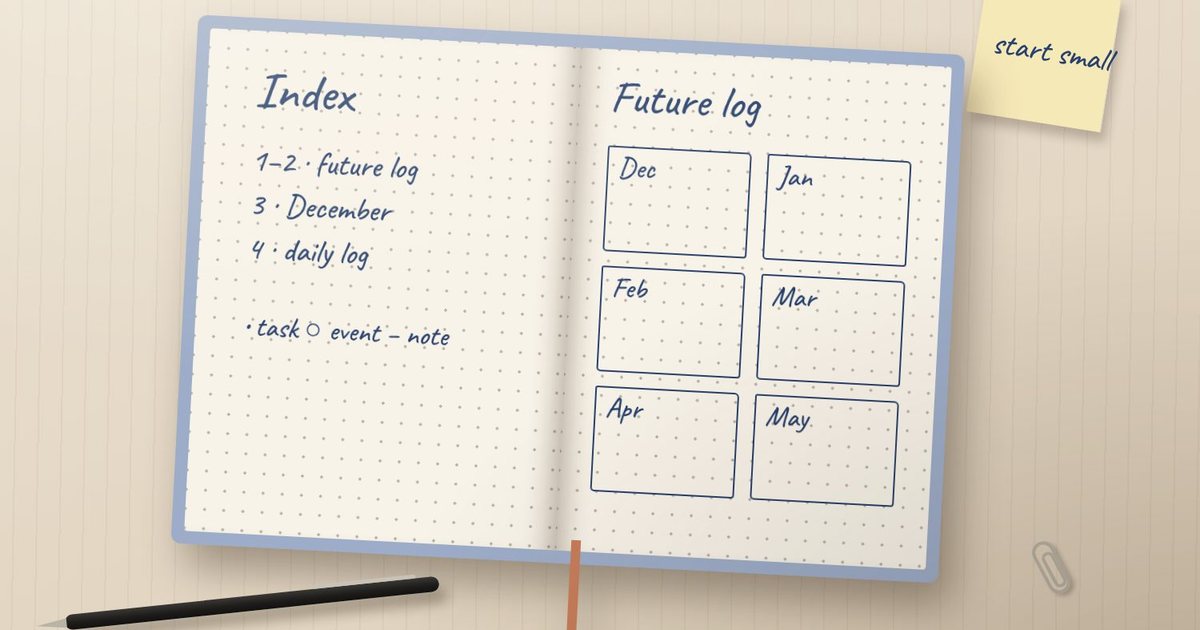 Index
1–2 · future log
3 · December
4 · daily log
· task ○ event – note
Future log
Dec
Jan
Feb
Mar
Apr
May
start small